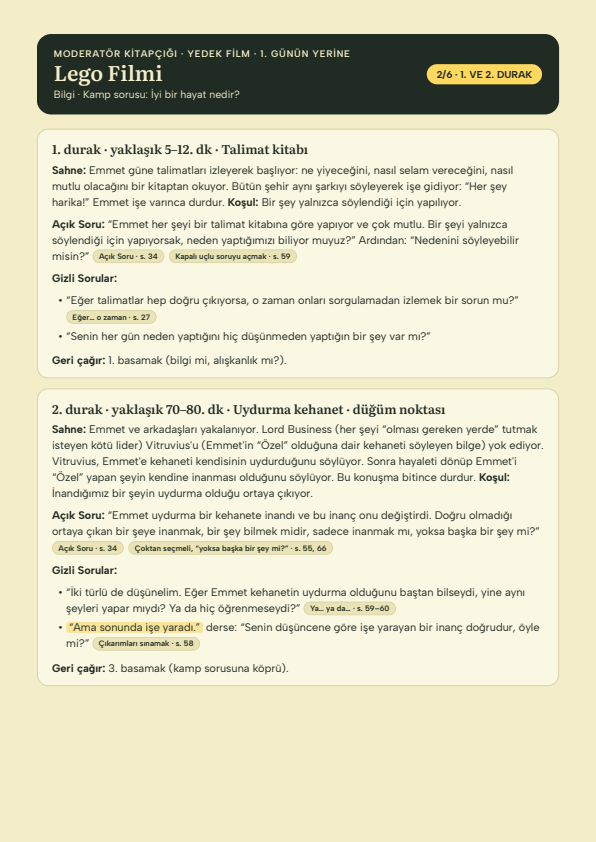 MODERATÖR KİTAPÇIĞI · YEDEK FİLM · 1. GÜNÜN YERİNE
Lego Filmi
Bilgi · Kamp sorusu: İyi bir hayat nedir?
2/6 · 1. VE 2. DURAK
1. durak · yaklaşık 5–12. dk · Talimat kitabı
Sahne: Emmet güne talimatları izleyerek başlıyor: ne yiyeceğini, nasıl selam vereceğini, nasıl
mutlu olacağını bir kitaptan okuyor. Bütün şehir aynı şarkıyı söyleyerek işe gidiyor: “Her şey
harika!” Emmet işe varınca durdur. Koşul: Bir şey yalnızca söylendiği için yapılıyor.
Açık Soru: “Emmet her şeyi bir talimat kitabına göre yapıyor ve çok mutlu. Bir şeyi yalnızca
söylendiği için yapıyorsak, neden yaptığımızı biliyor muyuz?” Ardından: “Nedenini söyleyebilir
misin?” Açık Soru · s. 34 Kapalı uçlu soruyu açmak · s. 59
Gizli Sorular:
• “Eğer talimatlar hep doğru çıkıyorsa, o zaman onları sorgulamadan izlemek bir sorun mu?”
Eğer… o zaman · s. 27
• “Senin her gün neden yaptığını hiç düşünmeden yaptığın bir şey var mı?”
Geri çağır: 1. basamak (bilgi mi, alışkanlık mı?).
2. durak · yaklaşık 70–80. dk · Uydurma kehanet · düğüm noktası
Sahne: Emmet ve arkadaşları yakalanıyor. Lord Business (her şeyi “olması gereken yerde” tutmak
isteyen kötü lider) Vitruvius'u (Emmet'in “Özel” olduğuna dair kehaneti söyleyen bilge) yok ediyor.
Vitruvius, Emmet'e kehaneti kendisinin uydurduğunu söylüyor. Sonra hayaleti dönüp Emmet'i
“Özel” yapan şeyin kendine inanması olduğunu söylüyor. Bu konuşma bitince durdur. Koşul:
İnandığımız bir şeyin uydurma olduğu ortaya çıkıyor.
Açık Soru: “Emmet uydurma bir kehanete inandı ve bu inanç onu değiştirdi. Doğru olmadığı
ortaya çıkan bir şeye inanmak, bir şey bilmek midir, sadece inanmak mı, yoksa başka bir şey mi?”
Açık Soru · s. 34 Çoktan seçmeli, “yoksa başka bir şey mi?” · s. 55, 66
Gizli Sorular:
• “İki türlü de düşünelim. Eğer Emmet kehanetin uydurma olduğunu baştan bilseydi, yine aynı
şeyleri yapar mıydı? Ya da hiç öğrenmeseydi?” Ya… ya da… · s. 59–60
• “Ama sonunda işe yaradı.” derse: “Senin düşüncene göre işe yarayan bir inanç doğrudur, öyle
mi?” Çıkarımları sınamak · s. 58
Geri çağır: 3. basamak (kamp sorusuna köprü).